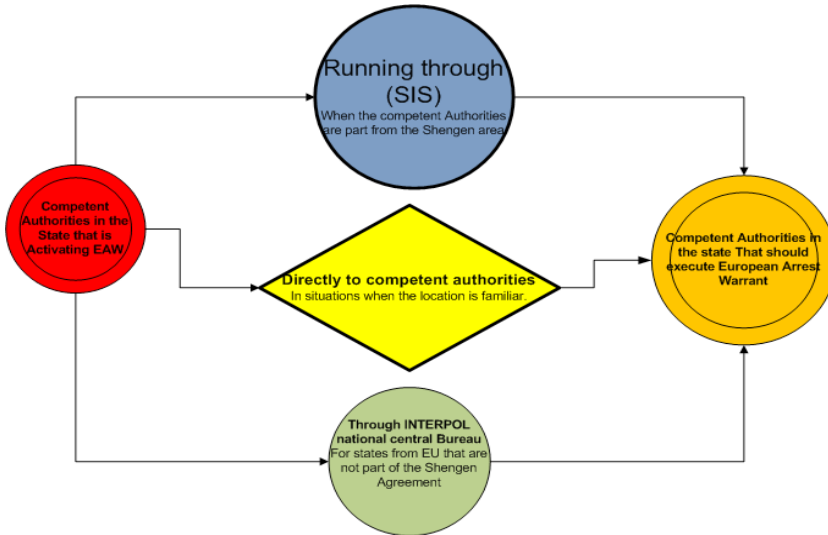 Running through
(SIS)
When the competent Authorities
are part from the Shengen area
Competent
Authorities in the
State that is
Activating EAW
Directly to competent authorities
In situations when the location is familiar.
Competent Authorities in
the state That should
execute European Arrest
Warrant
Through INTERPOL
national central Bureau
For states from EU that are
not part of the Shengen
Agreement